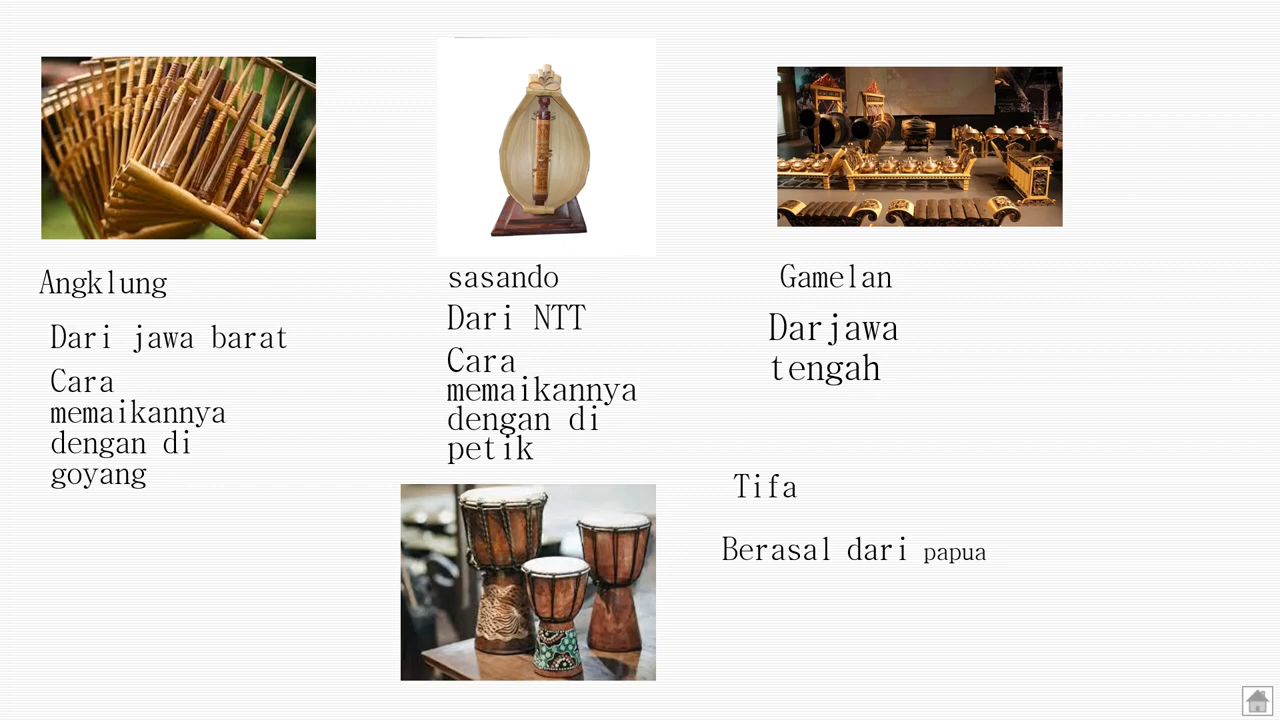 Angklung
Dari jawa barat
Cara
memaikannya
dengan di
goyang
sasando
Dari NTT
Cara
memaikannya
dengan di
petik
Gamelan
Darjawa
tengah
Tifa
Berasal dari papua